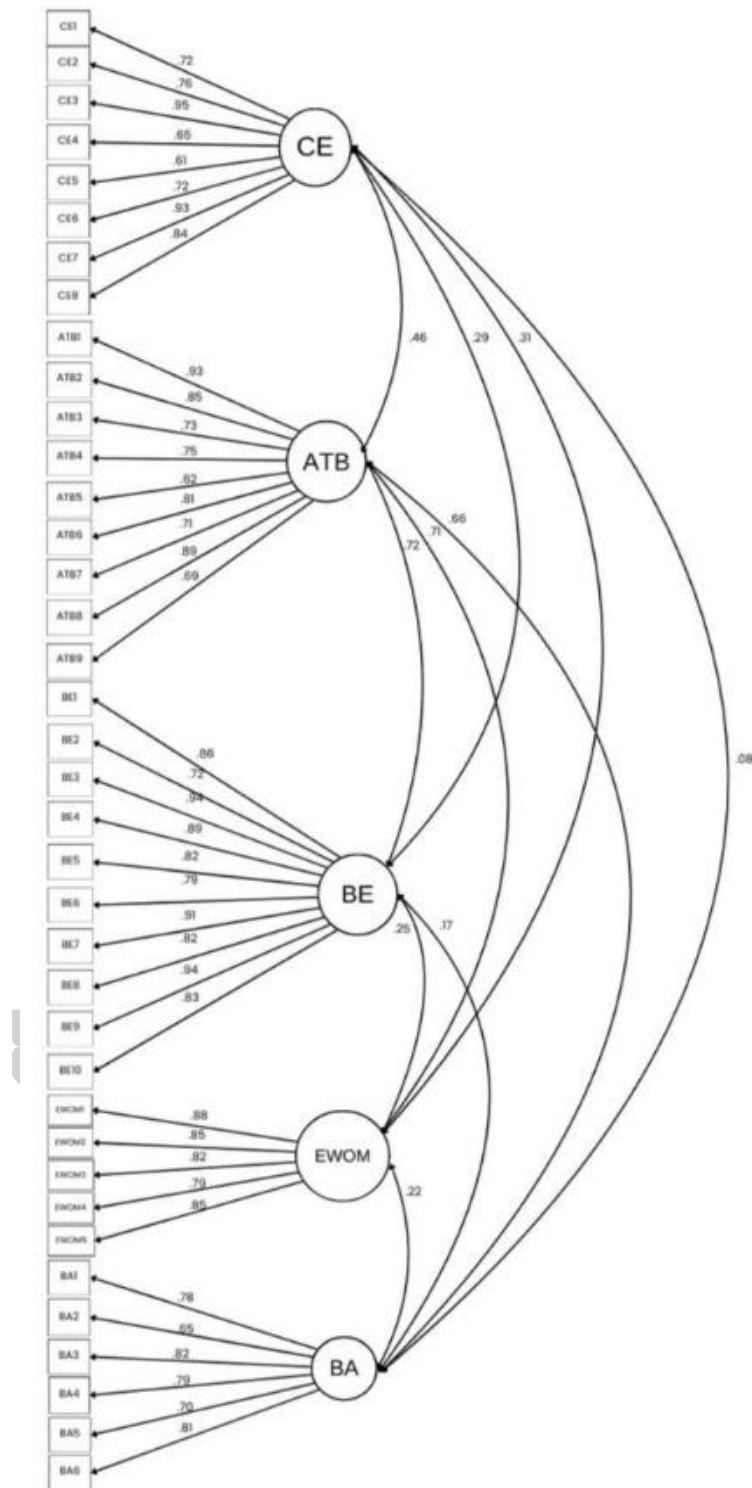 CE1
.72
CE2
.76
CE3
.95
CE4
.65
CE
CE5
.61
CE6
.72
CE7
.93
CE8
.84
ATB1
.46
.29
.31
ATB2
.93
ATB3
.85
ATB4
.73
.75
ATB
ATB5
.62
ATB6
.81
ATB7
.71
ATB8
.89
ATB9
.69
.72
.71
.66
BE1
BE2
.86
BE3
.72
.94
BE4
.89
BE5
.82
.79
BE
BE6
BE7
.91
.82
BE8
.94
BE9
.83
BE10
.25
.17
.08
EWOM1
.88
EWOM2
.85
EWOM
EWOM3
.82
EWOM4
.79
EWOM5
.85
.22
BA1
.78
BA2
.65
BA3
.82
BA
BA4
.79
BA5
.70
BA6
.81